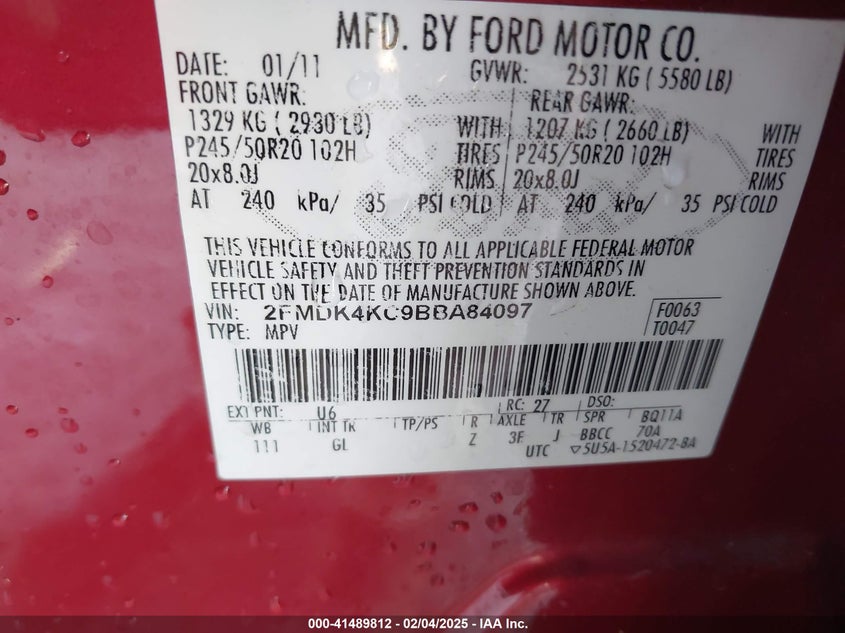 MFD. BY FORD MOTOR CO.
DATE: 01/11 GVWR: 2531 KG ( 5580 LB)
FRONT GAWR: REAR GAWR:
1329 KG ( 2930 LB) WITH 1207 KG ( 2660 LB) WITH
P245/50R20 102H TIRES P245/50R20 102H TIRES
20x8.0J RIMS 20x8.0J RIMS
AT 240 kPa/ 35 PSI COLD AT 240 kPa/ 35 PSI COLD
THIS VEHICLE CONFORMS TO ALL APPLICABLE FEDERAL MOTOR
VEHICLE SAFETY AND THEFT PREVENTION STANDARDS IN
EFFECT ON THE DATE OF MANUFACTURE SHOWN ABOVE.
VIN: 2FMDK4KC9BBA84097 F0063
TYPE: MPV T0047
EXT PNT: U6 RC: 27 DSO:
WB INT TR TP/PS R AXLE TR SPR BQ11A
111 GL Z 3F J BBCC 70A
UTC ▽5U5A-1520472-BA
000-41489812 - 02/04/2025 - IAA Inc.